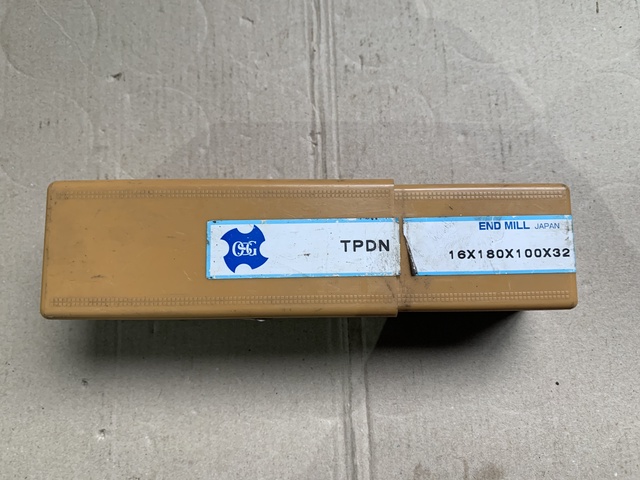 END MILL JAPAN
OSG TPDN
16X180X100X32